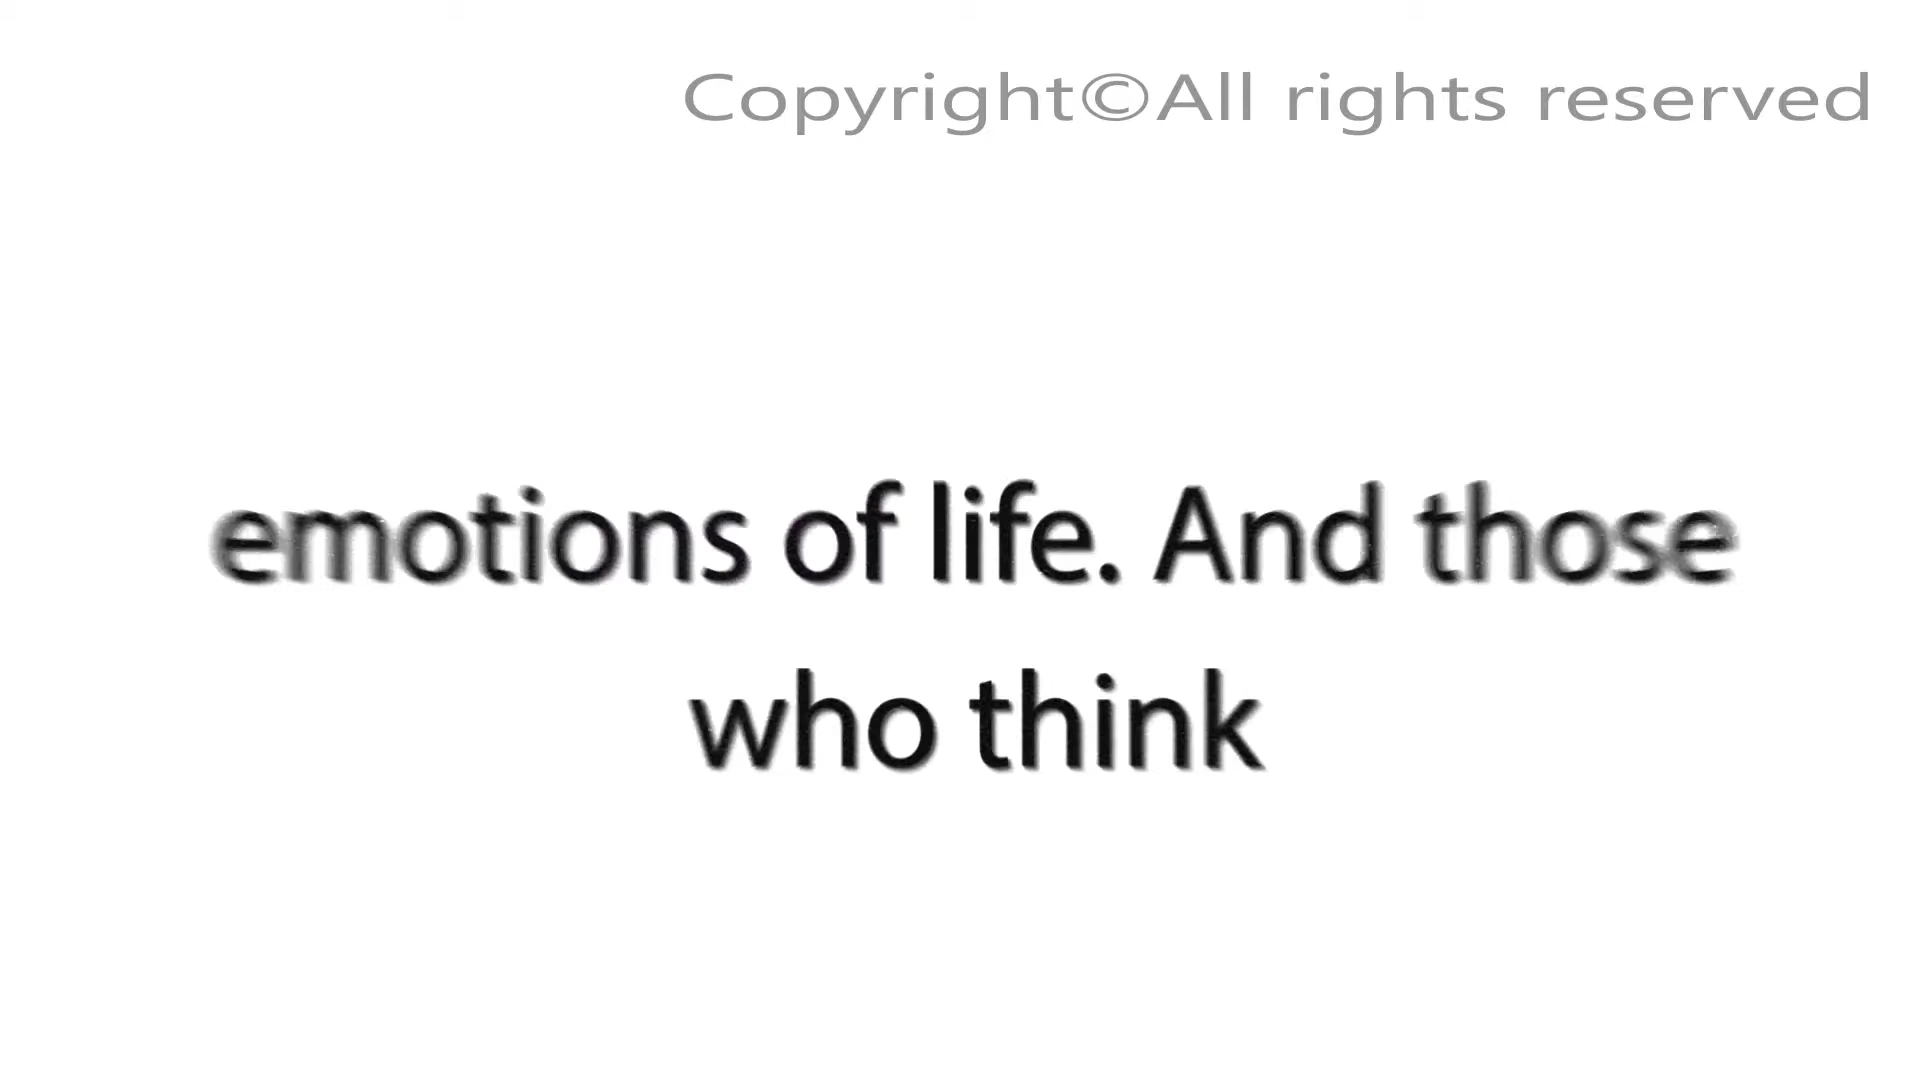 Copyright©All rights reserved
emotions of life. And those
who think